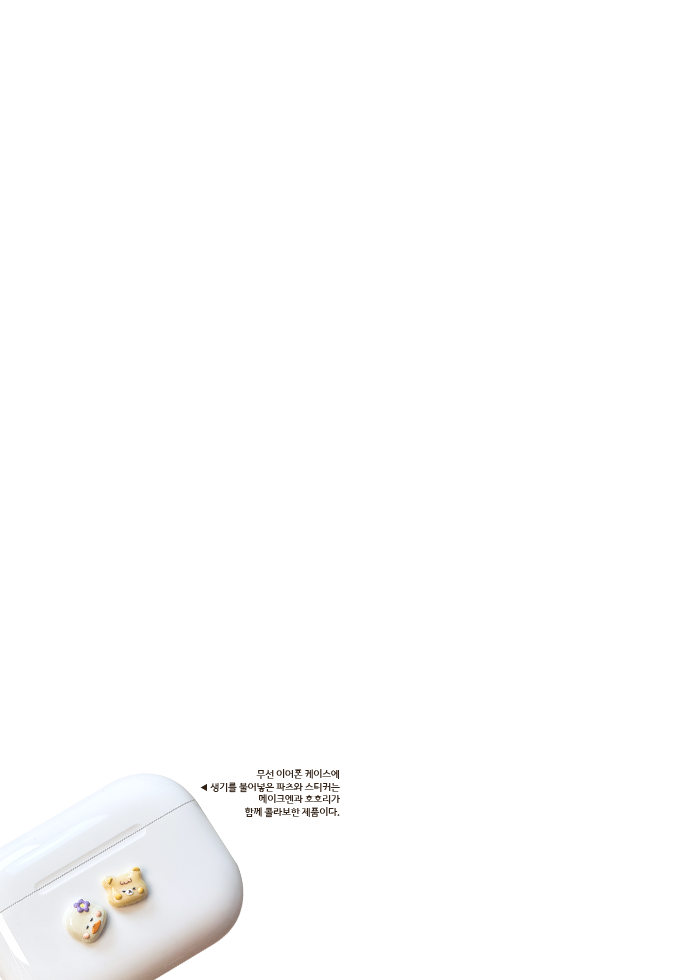 무선 이어폰 케이스에
◀ 생기를 불어넣은 파츠와 스티커는
메이크엔과 호호리가
함께 콜라보한 제품이다.